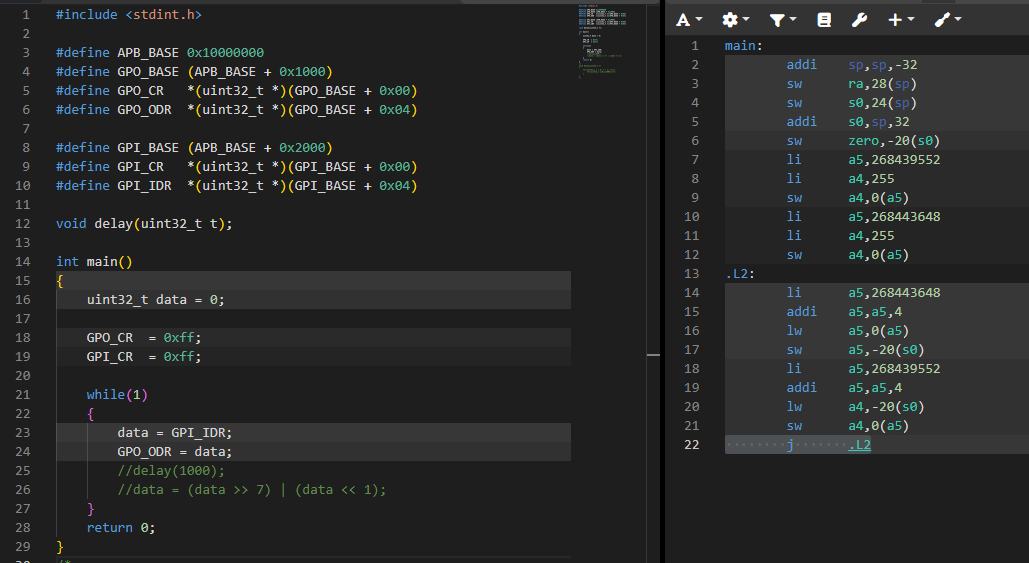 1 #include <stdint.h>
2
3 #define APB_BASE 0x10000000
4 #define GPO_BASE (APB_BASE + 0x1000)
5 #define GPO_CR   *(uint32_t *)(GPO_BASE + 0x00)
6 #define GPO_ODR  *(uint32_t *)(GPO_BASE + 0x04)
7
8 #define GPI_BASE (APB_BASE + 0x2000)
9 #define GPI_CR   *(uint32_t *)(GPI_BASE + 0x00)
10 #define GPI_IDR  *(uint32_t *)(GPI_BASE + 0x04)
11
12 void delay(uint32_t t);
13
14 int main()
15 {
16     uint32_t data = 0;
17
18     GPO_CR  = 0xff;
19     GPI_CR  = 0xff;
20
21     while(1)
22     {
23         data = GPI_IDR;
24         GPO_ODR = data;
25         //delay(1000);
26         //data = (data >> 7) | (data << 1);
27     }
28     return 0;
29 }
A
1 main:
2         addi    sp,sp,-32
3         sw      ra,28(sp)
4         sw      s0,24(sp)
5         addi    s0,sp,32
6         sw      zero,-20(s0)
7         li      a5,268439552
8         li      a4,255
9         sw      a4,0(a5)
10         li      a5,268443648
11         li      a4,255
12         sw      a4,0(a5)
13 .L2:
14         li      a5,268443648
15         addi    a5,a5,4
16         lw      a5,0(a5)
17         sw      a5,-20(s0)
18         li      a5,268439552
19         addi    a5,a5,4
20         lw      a4,-20(s0)
21         sw      a4,0(a5)
22         j       .L2